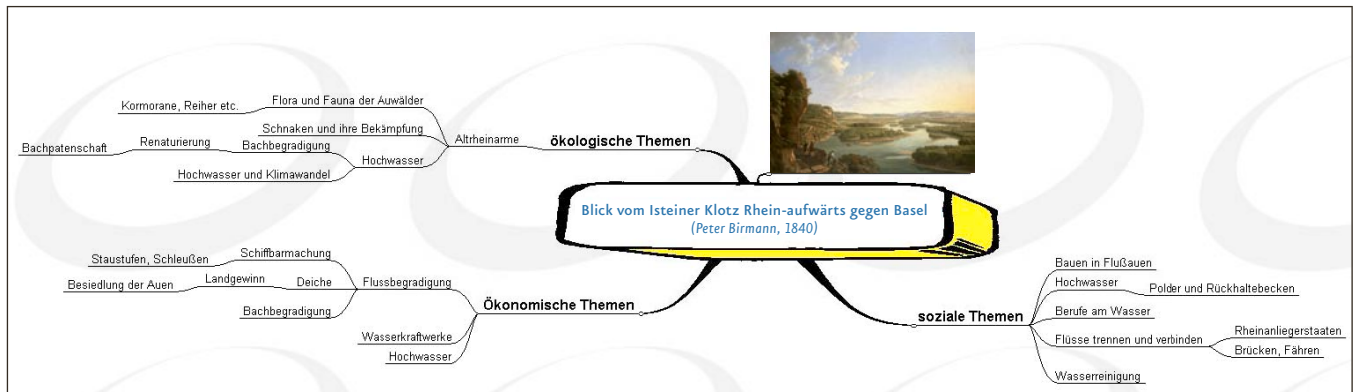 Blick vom Isteiner Klotz Rhein-aufwärts gegen Basel
(Peter Birmann, 1840)
ökologische Themen
Altrheinarme
Flora und Fauna der Auwälder
Kormorane, Reiher etc.
Schnaken und ihre Bekämpfung
Hochwasser
Bachbegradigung
Renaturierung
Bachpatenschaft
Hochwasser und Klimawandel
Ökonomische Themen
Flussbegradigung
Schiffbarmachung
Staustufen, Schleußen
Deiche
Landgewinn
Besiedlung der Auen
Bachbegradigung
Wasserkraftwerke
Hochwasser
soziale Themen
Bauen in Flußauen
Hochwasser
Polder und Rückhaltebecken
Berufe am Wasser
Flüsse trennen und verbinden
Rheinanliegerstaaten
Brücken, Fähren
Wasserreinigung